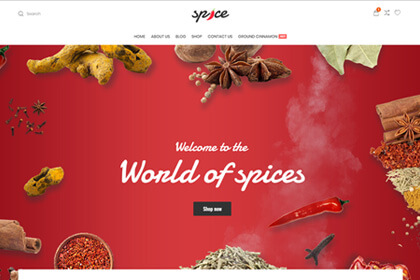 Search
spice
HOME ABOUT US BLOG SHOP CONTACT US GROUND CINNAMON
Welcome to the
World of spices
Shop now